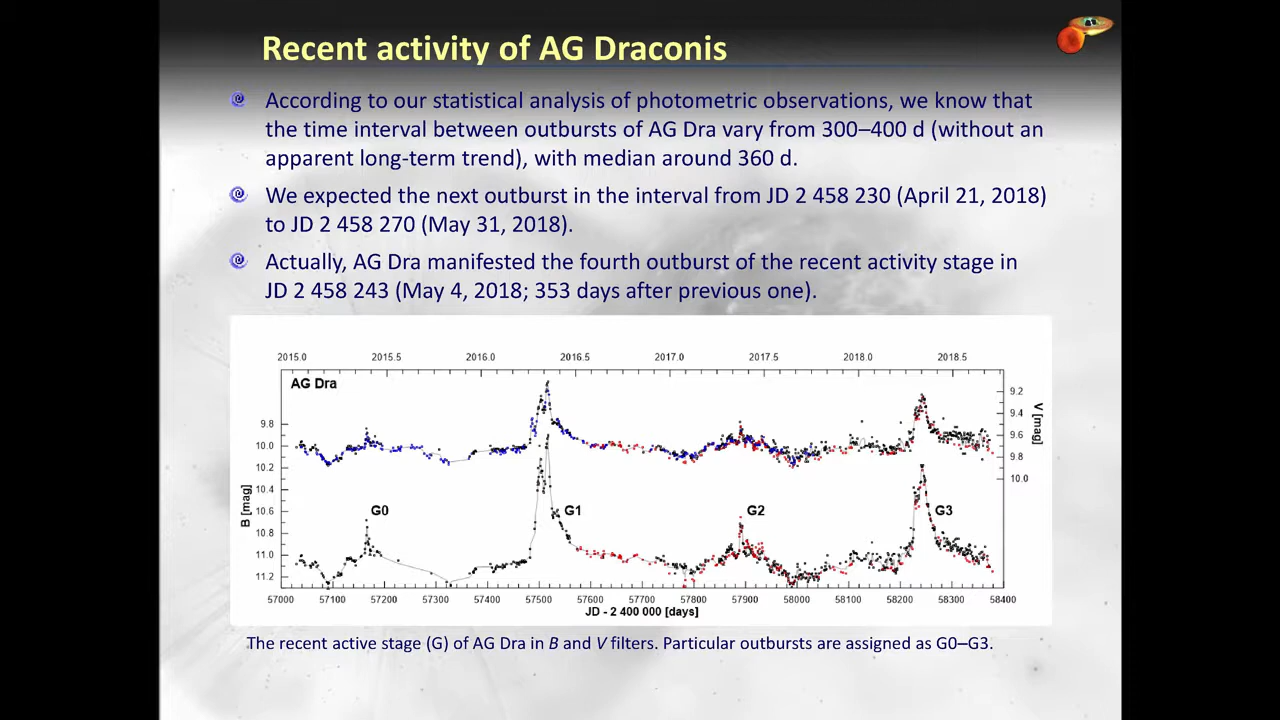 Recent activity of AG Draconis
According to our statistical analysis of photometric observations, we know that
the time interval between outbursts of AG Dra vary from 300–400 d (without an
apparent long-term trend), with median around 360 d.
We expected the next outburst in the interval from JD 2 458 230 (April 21, 2018)
to JD 2 458 270 (May 31, 2018).
Actually, AG Dra manifested the fourth outburst of the recent activity stage in
JD 2 458 243 (May 4, 2018; 353 days after previous one).
2015.0 2015.5 2016.0 2016.5 2017.0 2017.5 2018.0 2018.5
AG Dra
9.2
9.4
9.6
9.8
10.0
V [mag]
9.8
10.0
10.2
10.4
10.6
10.8
11.0
11.2
B [mag]
G0 G1 G2 G3
57000 57100 57200 57300 57400 57500 57600 57700 57800 57900 58000 58100 58200 58300 58400
JD - 2 400 000 [days]
The recent active stage (G) of AG Dra in B and V filters. Particular outbursts are assigned as G0–G3.